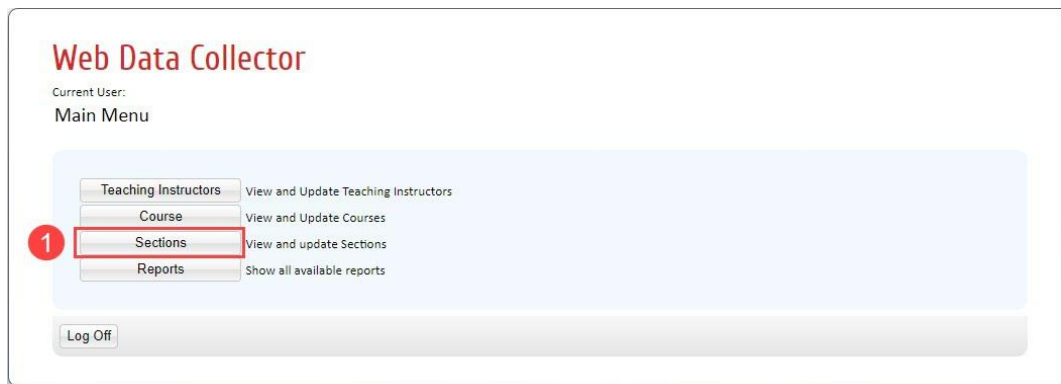 Web Data Collector
Current User:
Main Menu
Teaching Instructors View and Update Teaching Instructors
Course View and Update Courses
1 Sections View and update Sections
Reports Show all available reports
Log Off